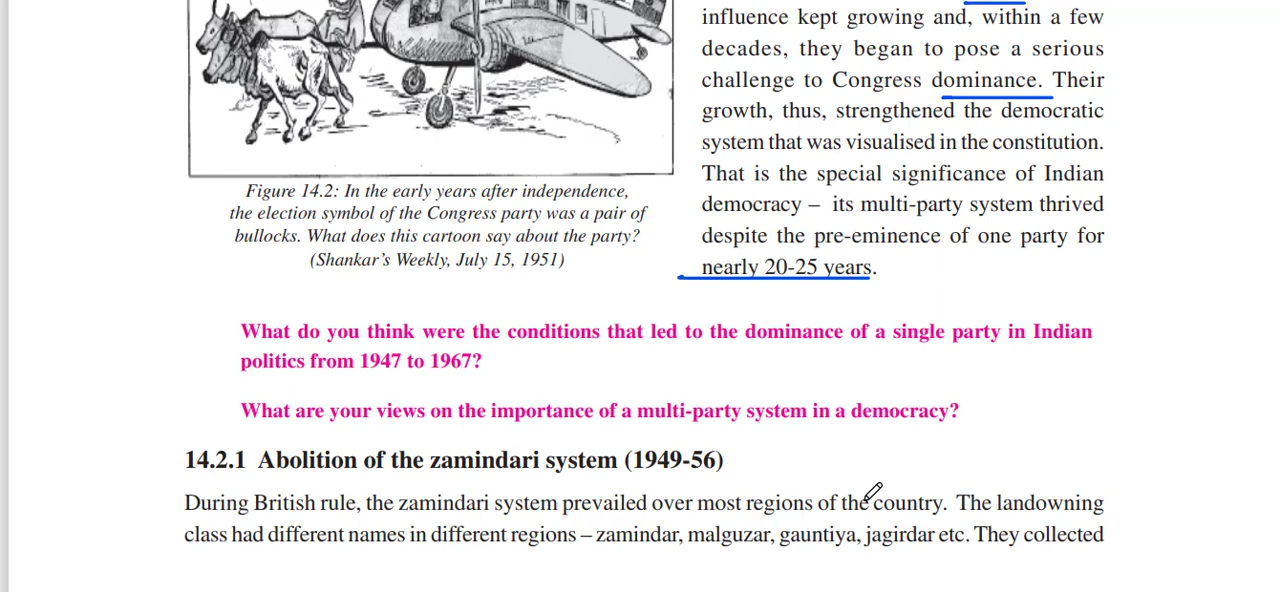 influence kept growing and, within a few
decades, they began to pose a serious
challenge to Congress dominance. Their
growth, thus, strengthened the democratic
system that was visualised in the constitution.
That is the special significance of Indian
democracy – its multi-party system thrived
despite the pre-eminence of one party for
nearly 20-25 years.
Figure 14.2: In the early years after independence,
the election symbol of the Congress party was a pair of
bullocks. What does this cartoon say about the party?
(Shankar's Weekly, July 15, 1951)
What do you think were the conditions that led to the dominance of a single party in Indian
politics from 1947 to 1967?
What are your views on the importance of a multi-party system in a democracy?
14.2.1 Abolition of the zamindari system (1949-56)
During British rule, the zamindari system prevailed over most regions of the country. The landowning
class had different names in different regions – zamindar, malguzar, gauntiya, jagirdar etc. They collected